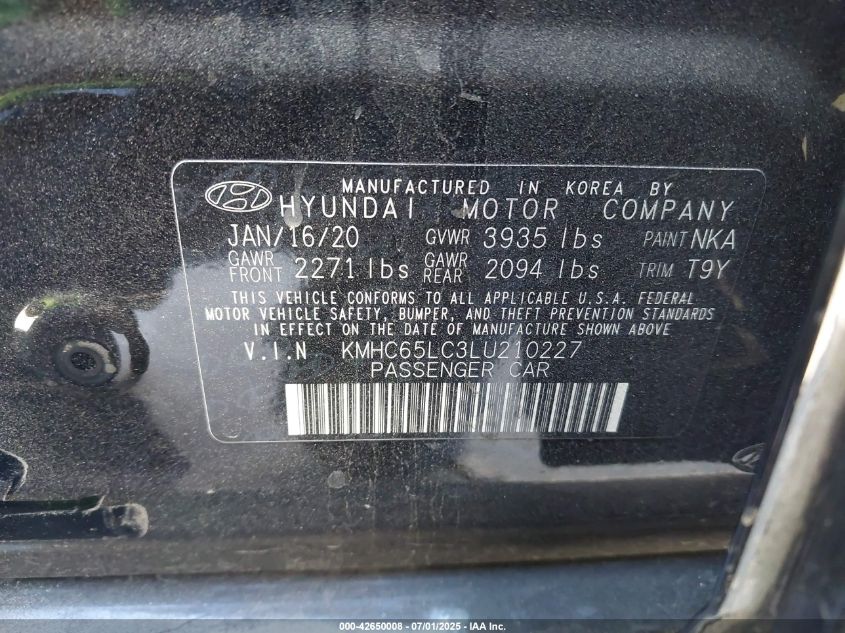 MANUFACTURED IN KOREA BY
HYUNDAI MOTOR COMPANY
JAN/16/20 GVWR 3935 lbs PAINT NKA
GAWR FRONT 2271 lbs GAWR REAR 2094 lbs TRIM T9Y
THIS VEHICLE CONFORMS TO ALL APPLICABLE U.S.A. FEDERAL
MOTOR VEHICLE SAFETY, BUMPER, AND THEFT PREVENTION STANDARDS
IN EFFECT ON THE DATE OF MANUFACTURE SHOWN ABOVE
V.I.N KMHC65LC3LU210227
PASSENGER CAR
000-42650008 - 07/01/2025 - IAA Inc.